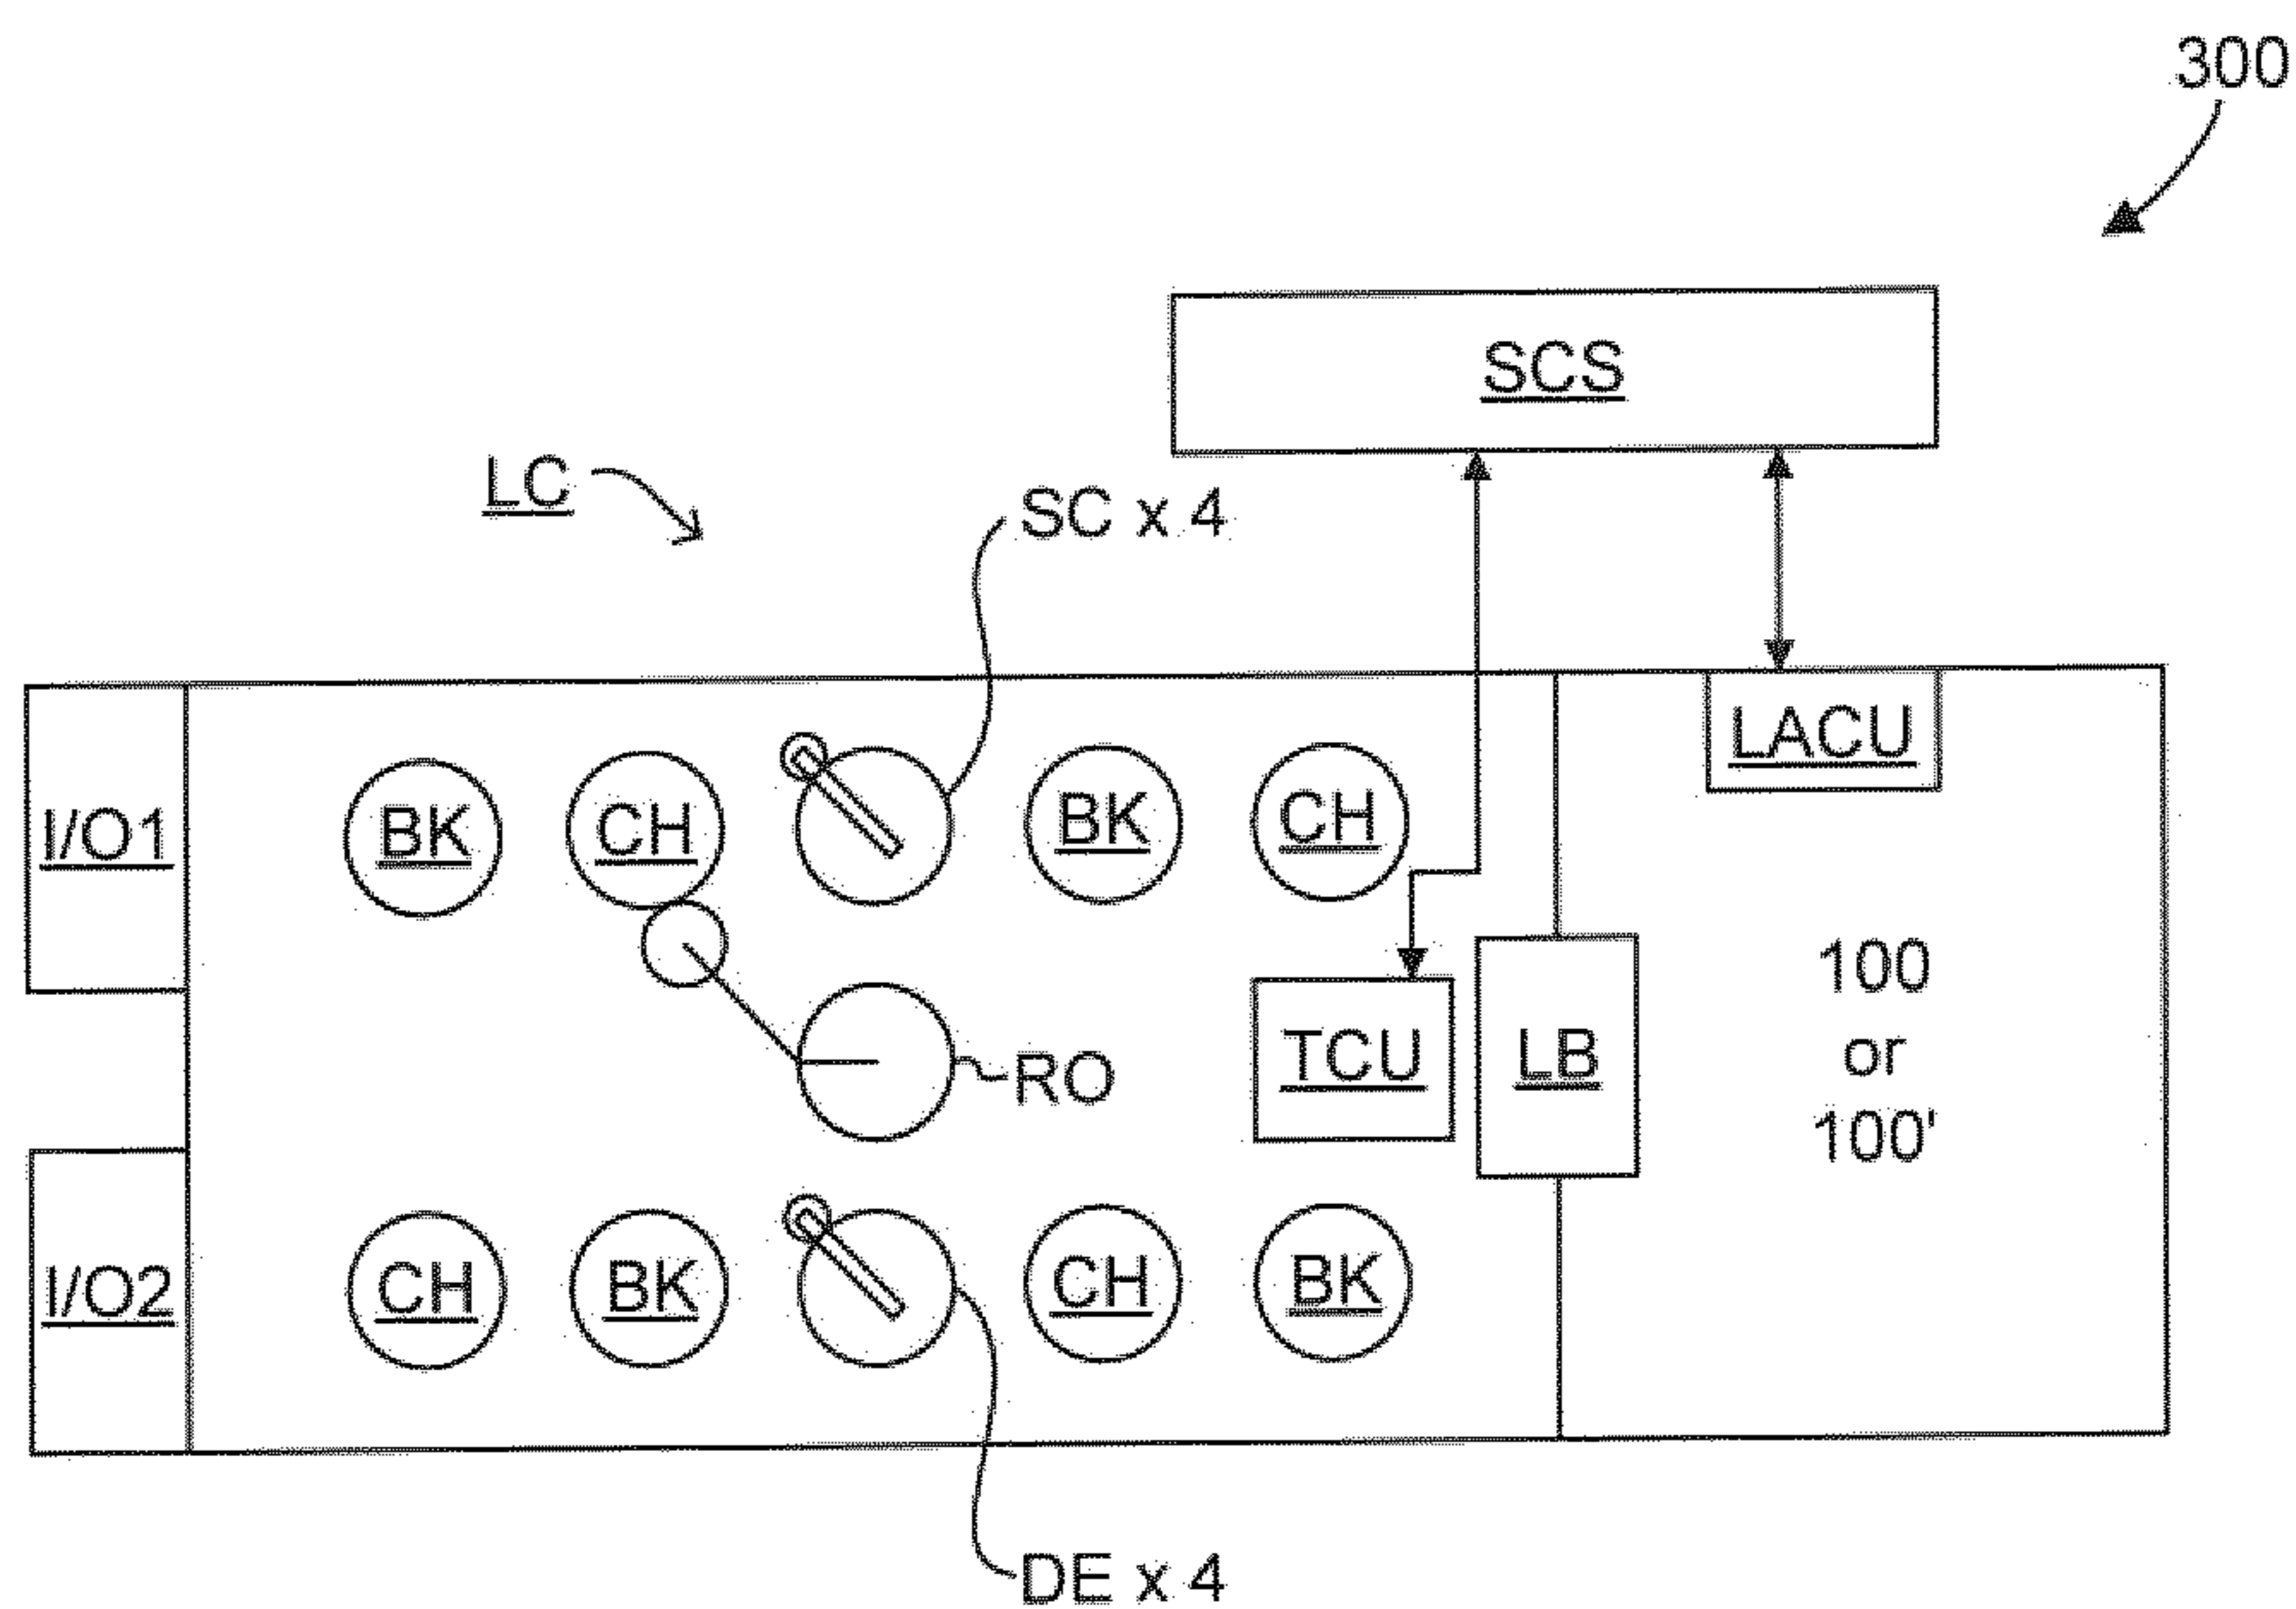 300
SCS
LC
SC x 4
LACU
I/O1
BK
CH
BK
CH
100
or
100'
TCU
LB
RO
I/O2
CH
BK
CH
BK
DE x 4